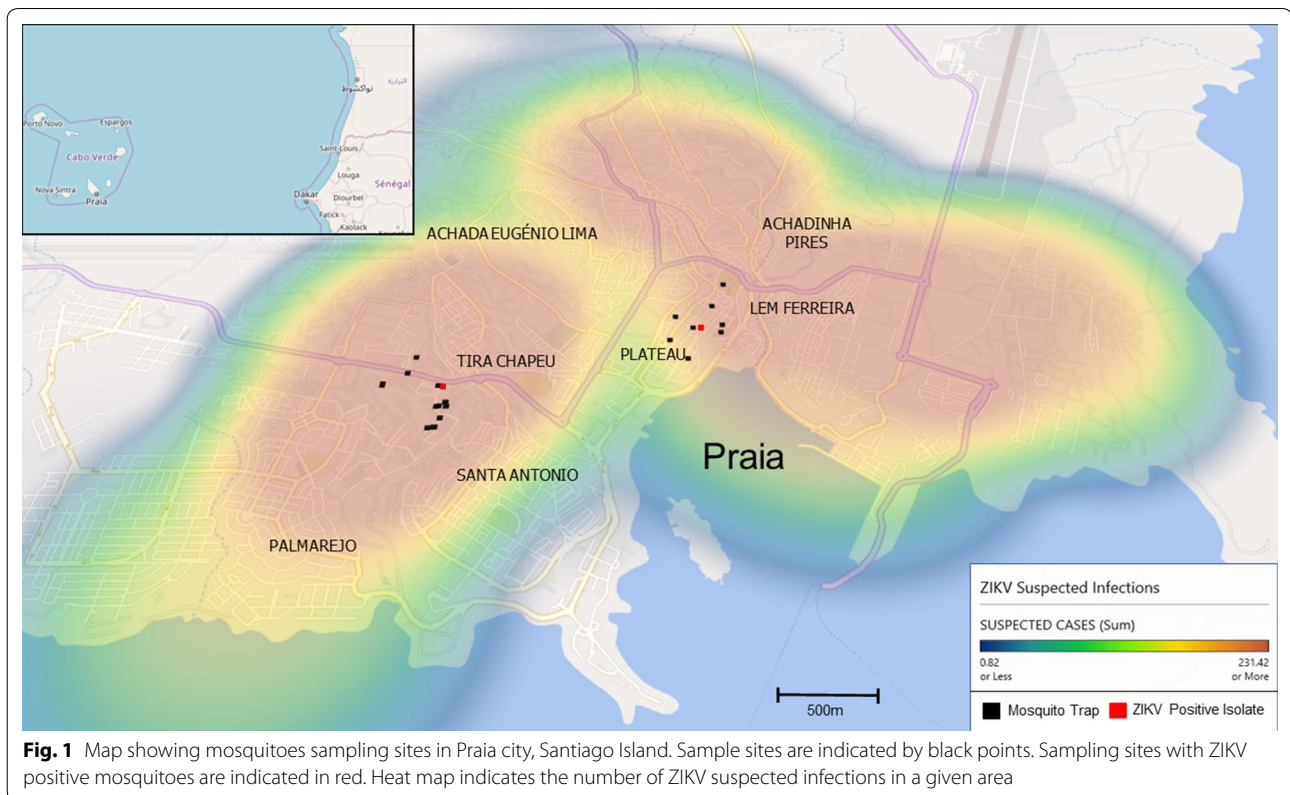 نواكشوط
الترارزة
Porto Novo
Espargos
Cabo Verde
Saint-Louis
Louga
Sénégal
Nova Sintra
Praia
Dakar
Diourbel
Fatick
Kaolack
ACHADA EUGÉNIO LIMA
ACHADINHA
PIRES
LEM FERREIRA
PLATEAU
TIRA CHAPEU
Praia
SANTA ANTONIO
PALMAREJO
ZIKV Suspected Infections
SUSPECTED CASES (Sum)
0.82 231.42
or Less or More
Mosquito Trap ZIKV Positive Isolate
500m
Fig. 1 Map showing mosquitoes sampling sites in Praia city, Santiago Island. Sample sites are indicated by black points. Sampling sites with ZIKV
positive mosquitoes are indicated in red. Heat map indicates the number of ZIKV suspected infections in a given area